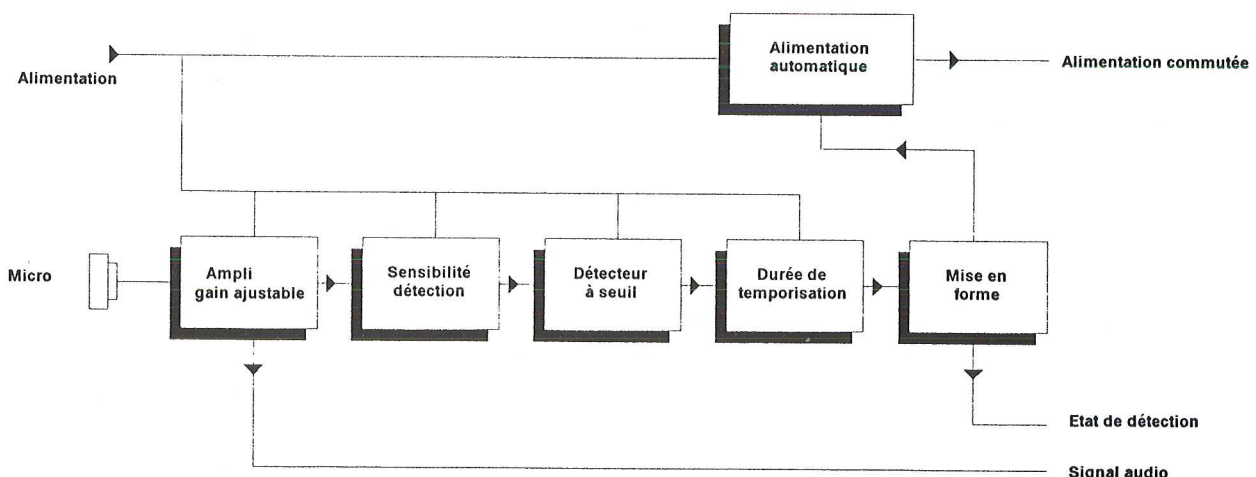 Alimentation
automatique
Alimentation
Alimentation commutée
Micro
Ampli
gain ajustable
Sensibilité
détection
Détecteur
à seuil
Durée de
temporisation
Mise en
forme
Etat de détection
Signal audio